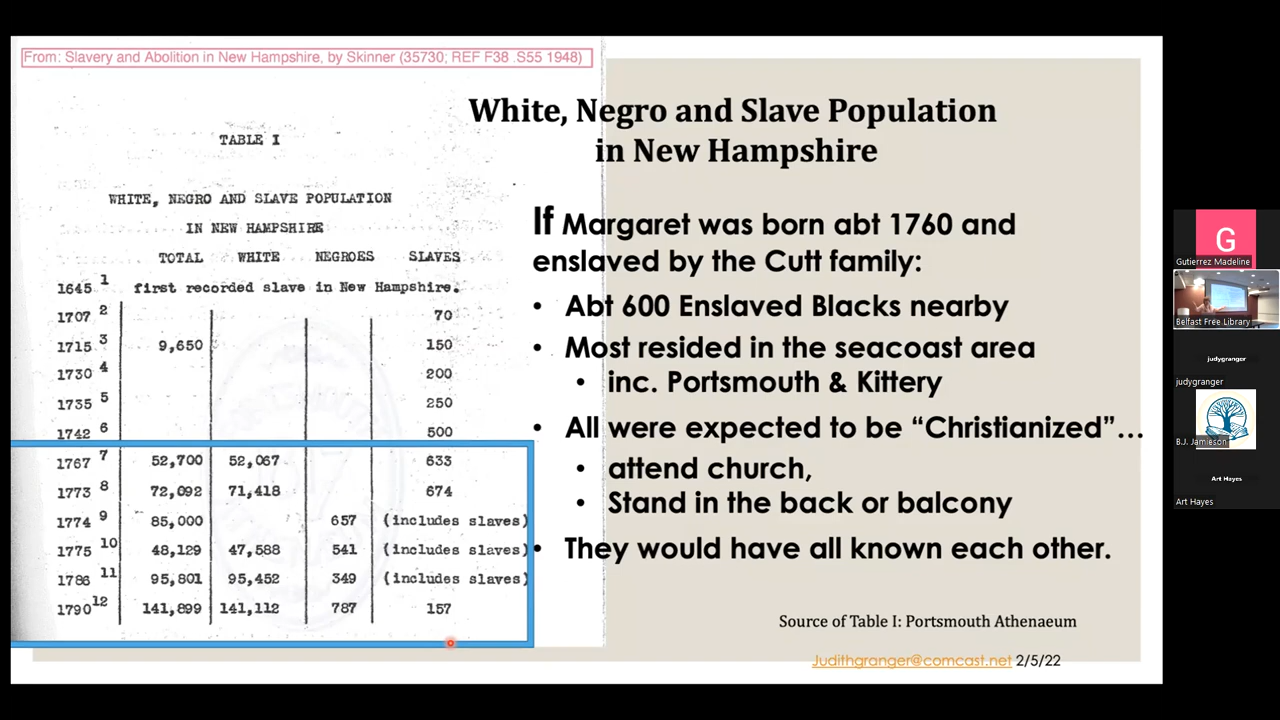 From: Slavery and Abolition in New Hampshire, by Skinner (35730; REF F38 .S55 1948)
TABLE I
WHITE, NEGRO AND SLAVE POPULATION
IN NEW HAMPSHIRE
TOTAL WHITE NEGROES SLAVES
1645 1 first recorded slave in New Hampshire.
1707 2 70
1715 3 9,650 150
1730 4 200
1735 5 250
1742 6 500
1767 7 52,700 52,067 633
1773 8 72,092 71,418 674
1774 9 85,000 657 (includes slaves)
1775 10 48,129 47,588 541 (includes slaves)
1786 11 95,801 95,452 349 (includes slaves)
1790 12 141,899 141,112 787 157
White, Negro and Slave Population
in New Hampshire
If Margaret was born abt 1760 and
enslaved by the Cutt family:
• Abt 600 Enslaved Blacks nearby
• Most resided in the seacoast area
• inc. Portsmouth & Kittery
• All were expected to be “Christianized”…
• attend church,
• Stand in the back or balcony
• They would have all known each other.
Source of Table I: Portsmouth Athenaeum
Judithgranger@comcast.net 2/5/22
G
Gutierrez Madeline
Belfast Free Library
judygranger
judygranger
B.J. Jamieson
Art Hayes
Art Hayes